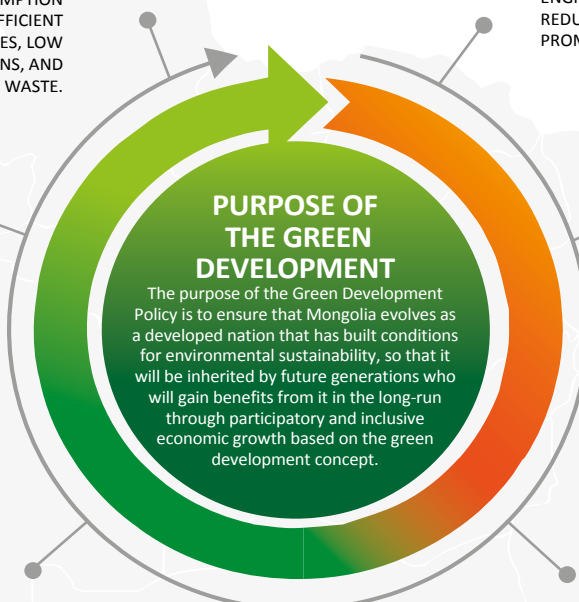 MPTION
FFICIENT
ES, LOW
NS, AND
WASTE.
REDU
PROM
PURPOSE OF
THE GREEN
DEVELOPMENT
The purpose of the Green Development
Policy is to ensure that Mongolia evolves as
a developed nation that has built conditions
for environmental sustainability, so that it
will be inherited by future generations who
will gain benefits from it in the long-run
through participatory and inclusive
economic growth based on the green
development concept.